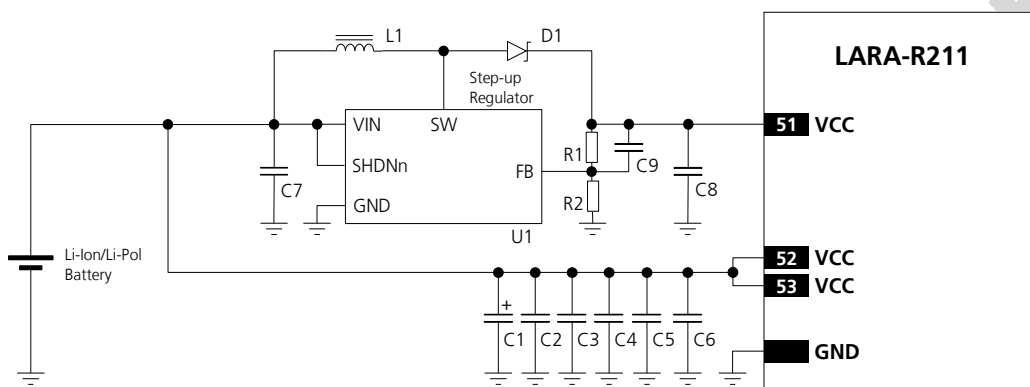 LARA-R211
L1
D1
Step-up
Regulator
51 VCC
VIN
SW
R1
C9
SHDNn
FB
C7
C8
GND
R2
U1
Li-Ion/Li-Pol
Battery
52 VCC
53 VCC
+
C1
C2
C3
C4
C5
C6
GND